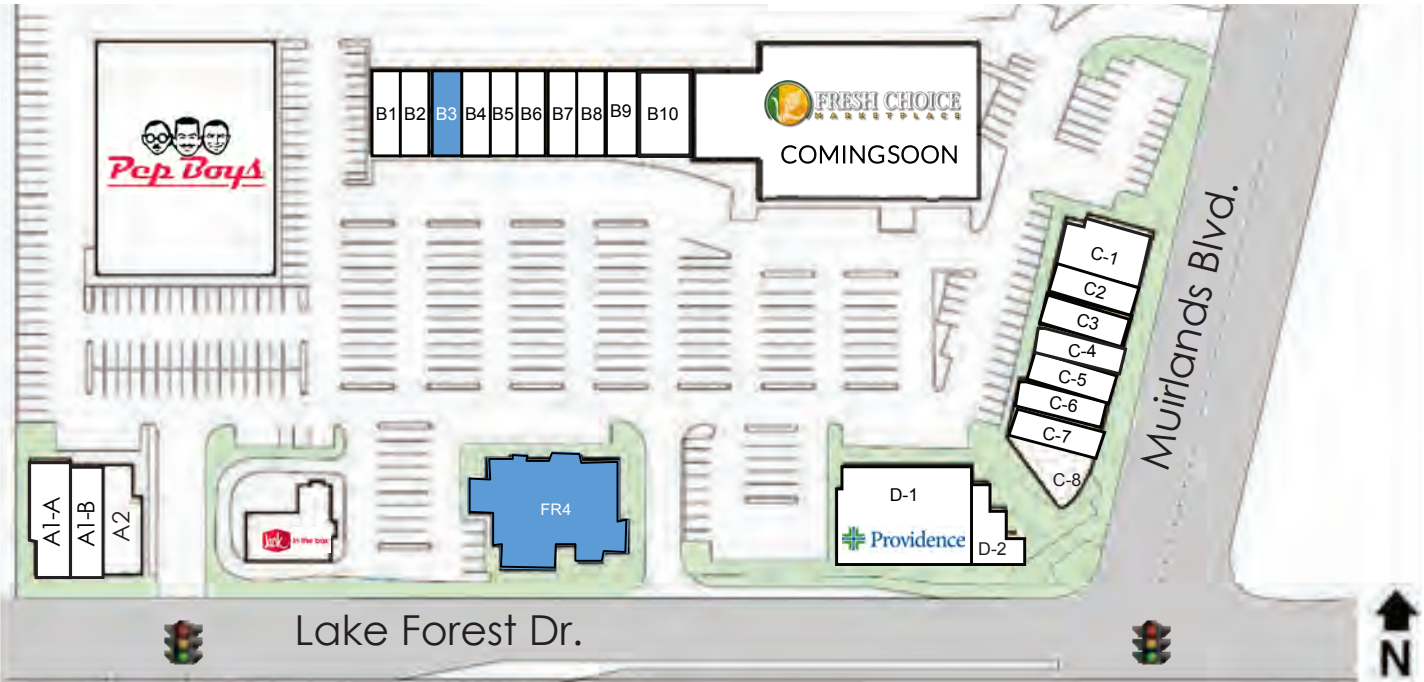 Pep Boys
B1 B2 B3 B4 B5 B6 B7 B8 B9 B10
FRESH CHOICE
MARKETPLACE
COMINGSOON
C-1
C2
C3
C-4
C-5
C-6
C-7
C-8
Muirlands Blvd.
A1-A
A1-B
A2
Jack in the box
FR4
D-1
Providence
D-2
Lake Forest Dr.
N